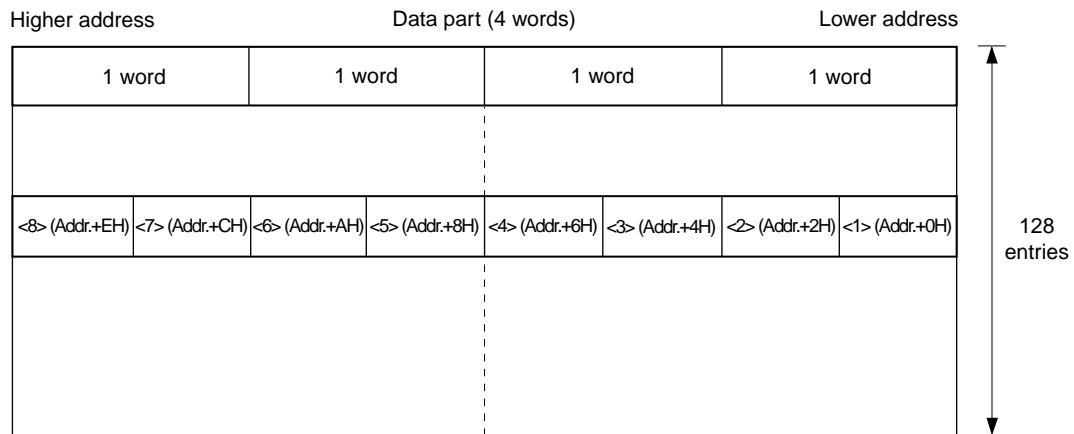 Higher address Data part (4 words) Lower address
1 word 1 word 1 word 1 word
<8> (Addr.+EH) <7> (Addr.+CH) <6> (Addr.+AH) <5> (Addr.+8H) <4> (Addr.+6H) <3> (Addr.+4H) <2> (Addr.+2H) <1> (Addr.+0H)
128
entries